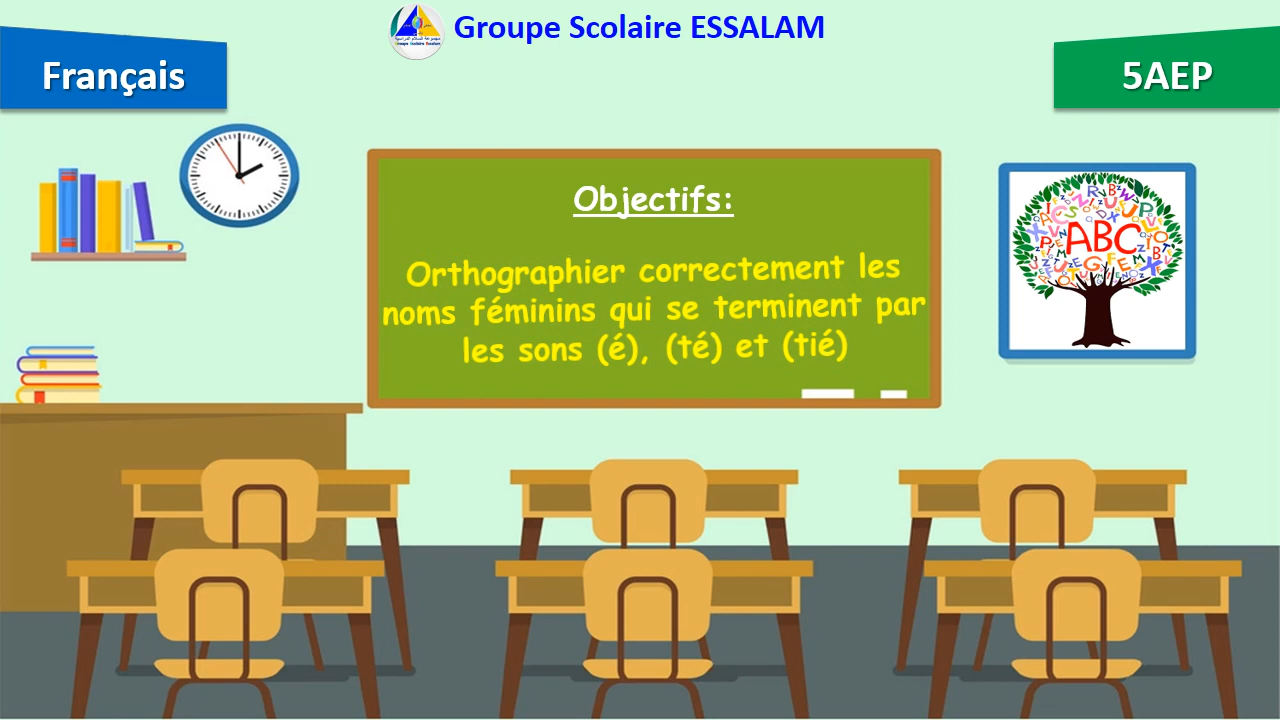 Groupe Scolaire ESSALAM
Français
5AEP
Objectifs:
Orthographier correctement les
noms féminins qui se terminent par
les sons (é), (té) et (tié)
ABC